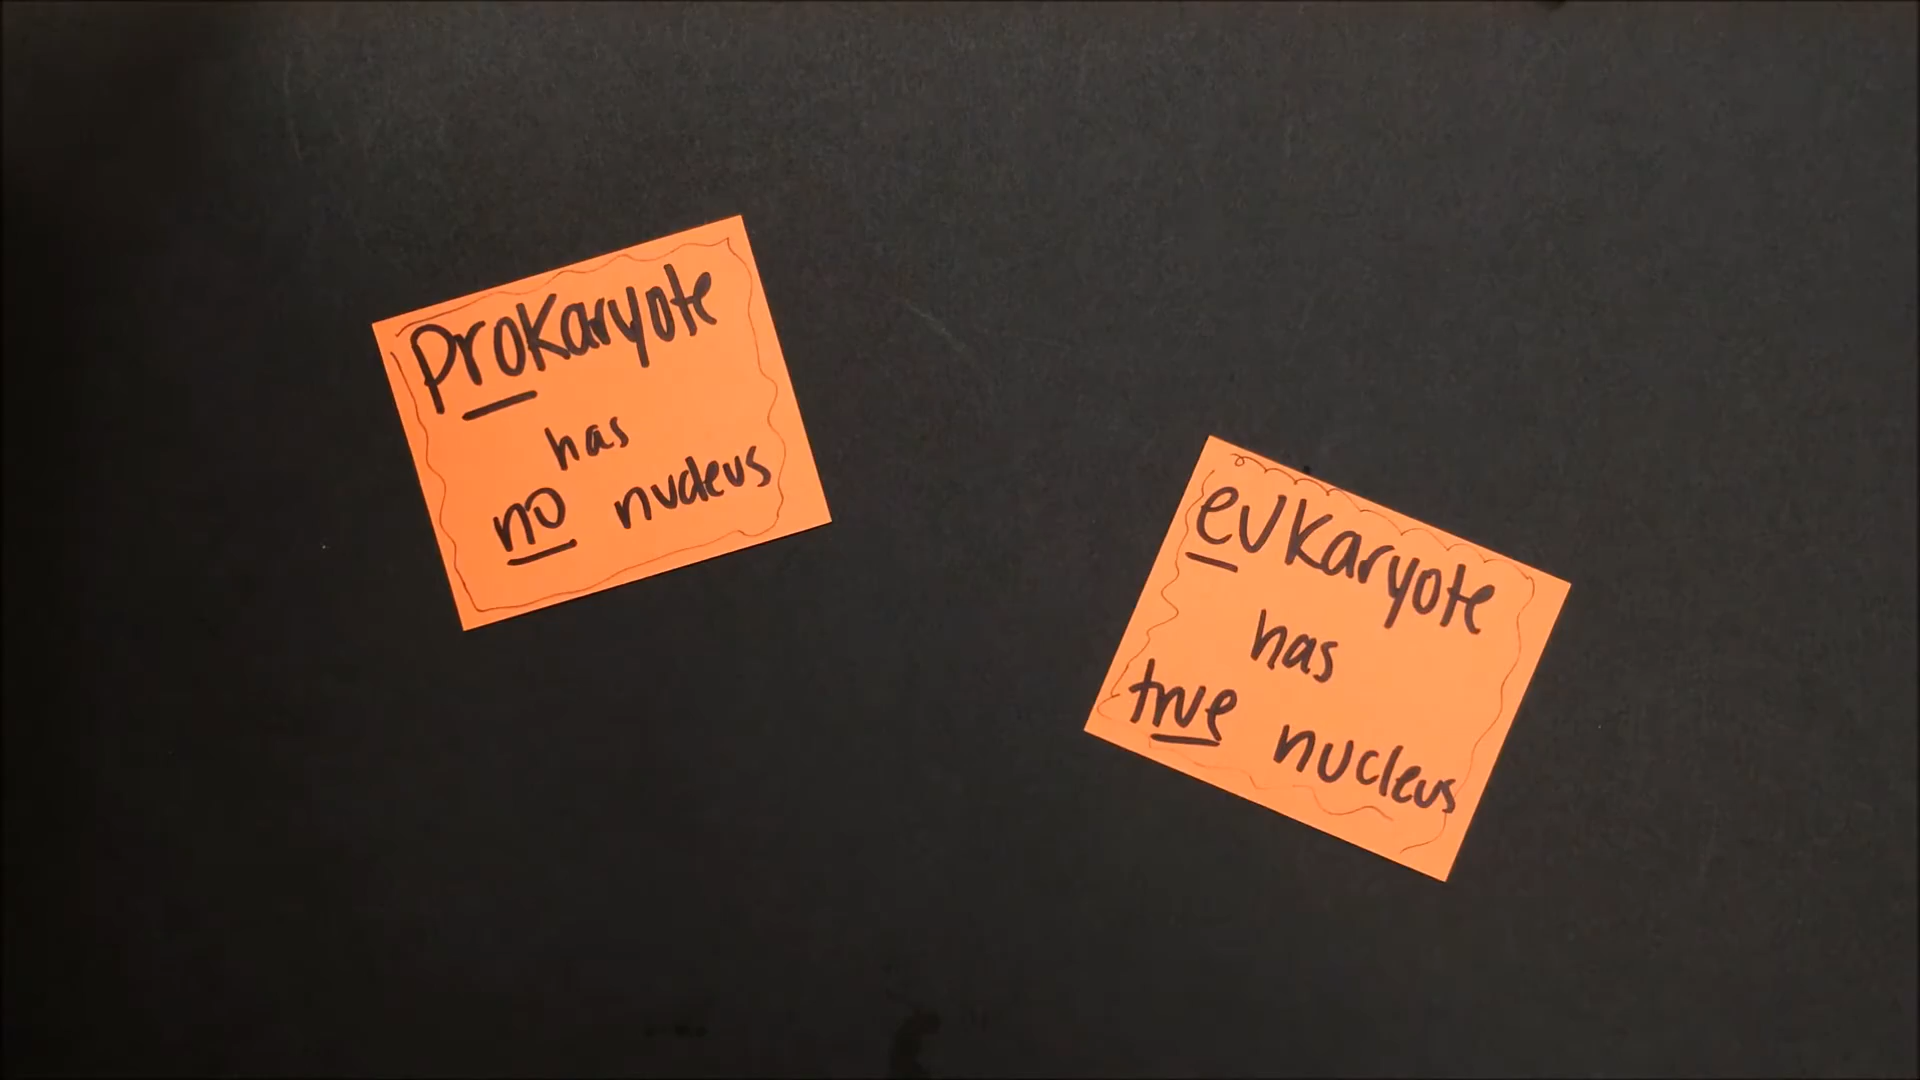 prokaryote
has
no nucleus
eukaryote
has
true nucleus